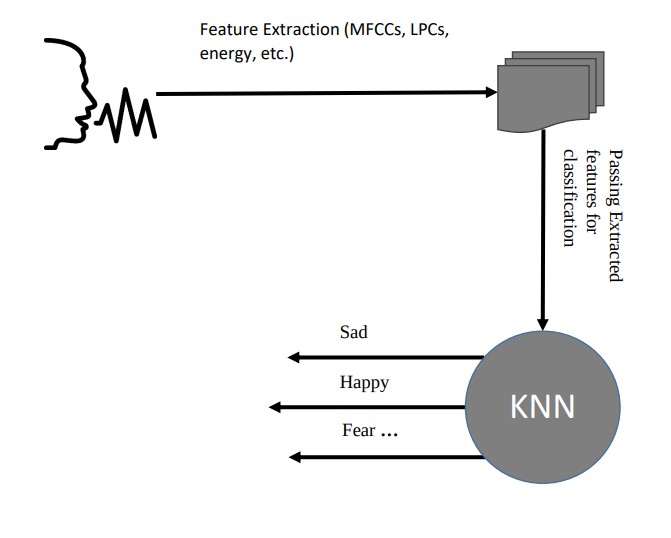 Feature Extraction (MFCCs, LPCs,
energy, etc.)
Passing Extracted
features for
classification
Sad
Happy
Fear ...
KNN